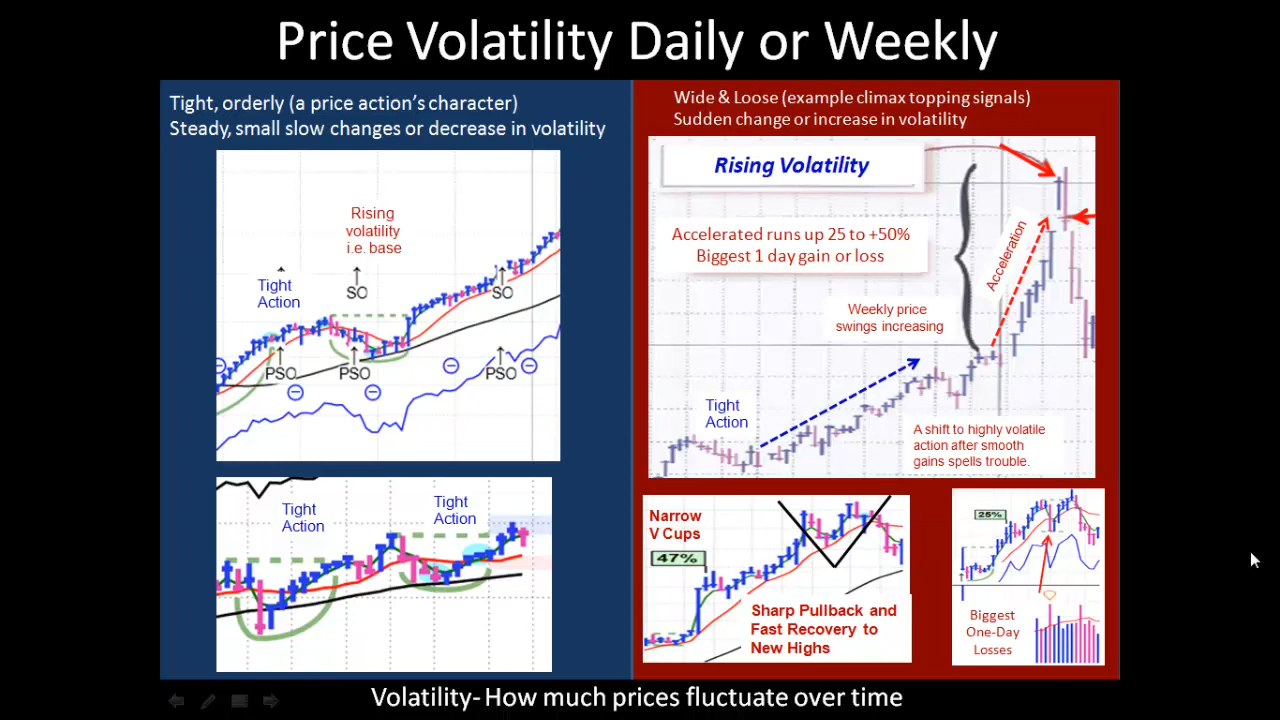 Price Volatility Daily or Weekly
Tight, orderly (a price action's character)
Steady, small slow changes or decrease in volatility
Rising
volatility
i.e. base
Tight
Action
SO
SO
PSO
PSO
PSO
Tight
Action
Tight
Action
Wide & Loose (example climax topping signals)
Sudden change or increase in volatility
Rising Volatility
Accelerated runs up 25 to +50%
Biggest 1 day gain or loss
Acceleration
Weekly price
swings increasing
Tight
Action
A shift to highly volatile
action after smooth
gains spells trouble.
Narrow
V Cups
47%
Sharp Pullback and
Fast Recovery to
New Highs
25%
Biggest
One-Day
Losses
Volatility- How much prices fluctuate over time